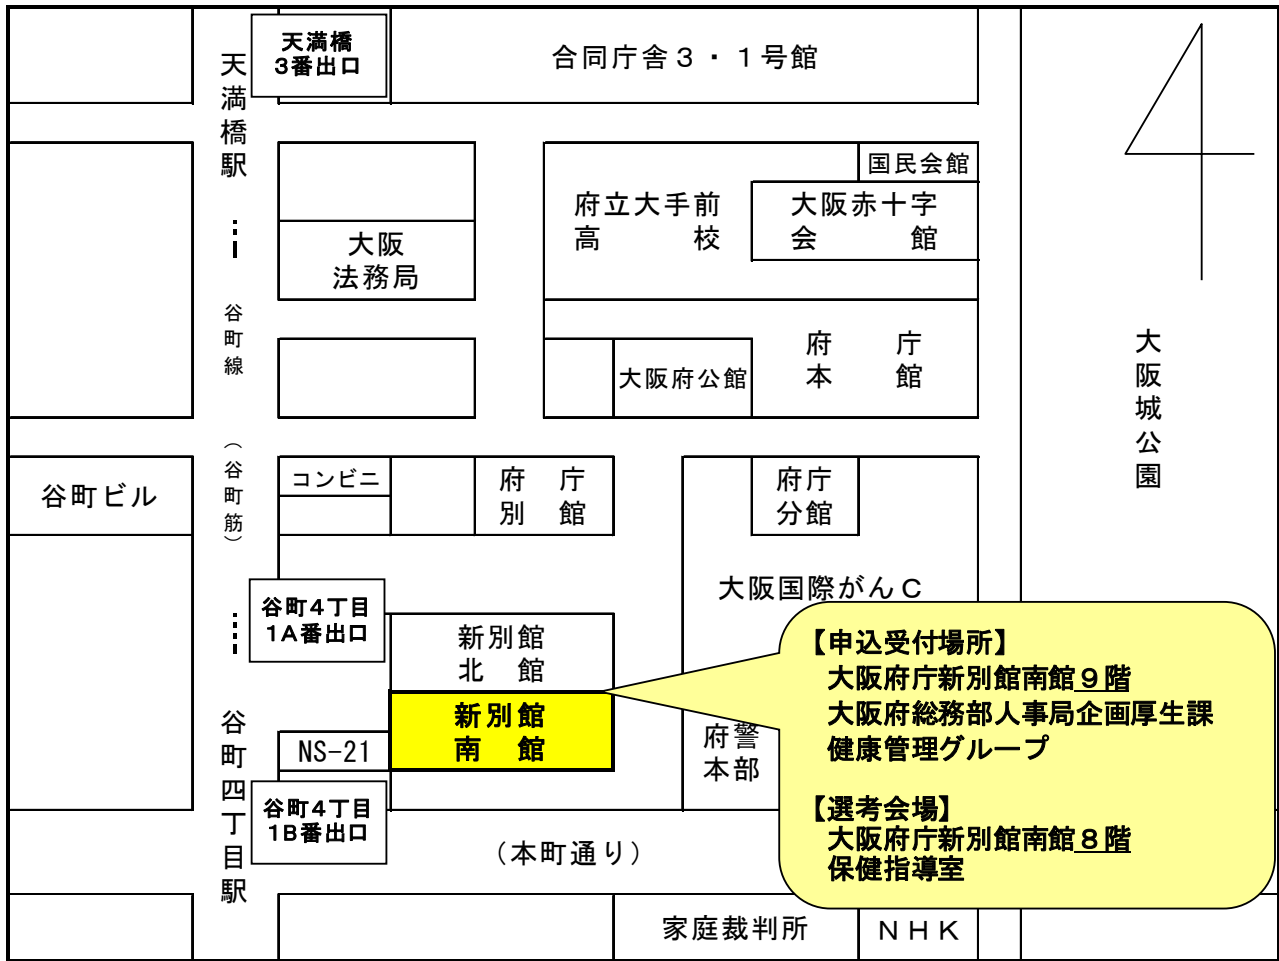 天満橋
3番出口
合同庁舎３・１号館
天満橋駅
国民会館
府立大手前
高校
大阪赤十字
会館
大阪
法務局
谷町線
府庁
本館
大阪府公館
大阪城公園
（谷町筋）
谷町ビル
コンビニ
府庁
別館
府庁
分館
大阪国際がんＣ
谷町4丁目
1A番出口
新別館
北館
新別館
南館
NS-21
府警
本部
谷町四丁目駅
谷町4丁目
1B番出口
（本町通り）
【申込受付場所】
大阪府庁新別館南館９階
大阪府総務部人事局企画厚生課
健康管理グループ
【選考会場】
大阪府庁新別館南館８階
保健指導室
家庭裁判所
ＮＨＫ